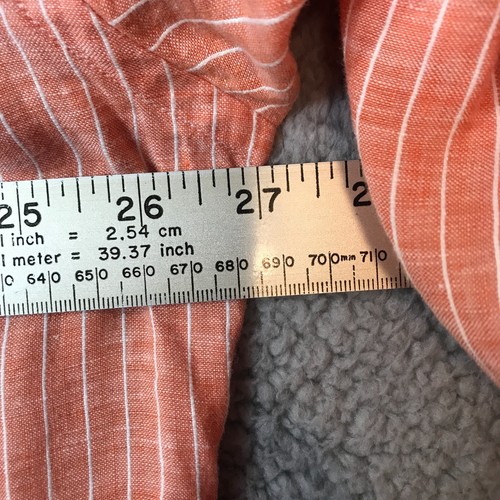 25 26 27 2
1 inch = 2.54 cm
1 meter = 39.37 inch
0 640 650 660 670 680 690 700mm 710